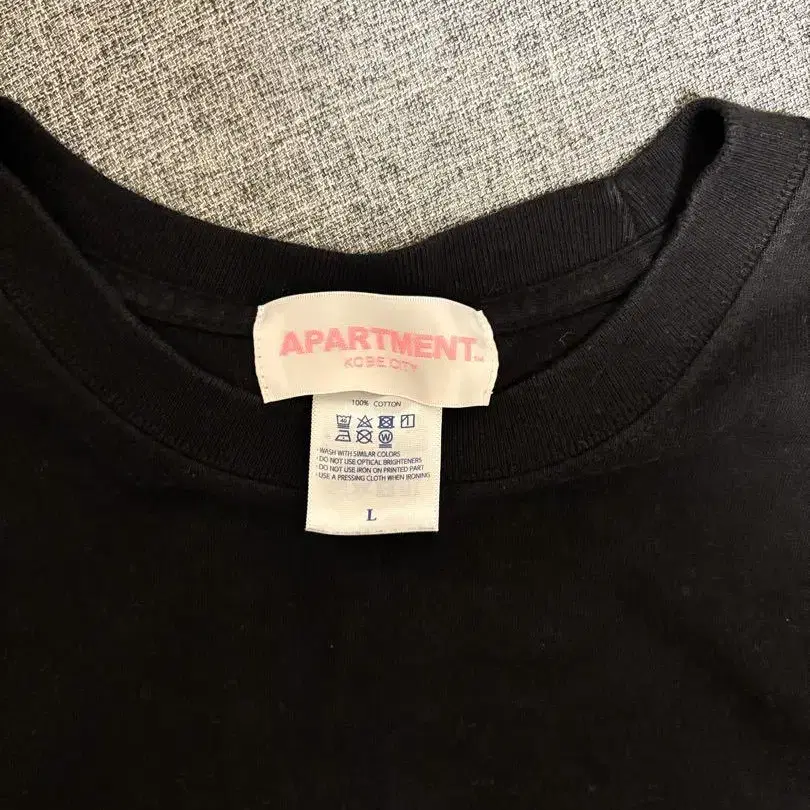 APARTMENT™
KOBE CITY
100% COTTON
40
W
· WASH WITH SIMILAR COLORS
· DO NOT USE OPTICAL BRIGHTENERS
· DO NOT USE IRON ON PRINTED PART
· USE A PRESSING CLOTH WHEN IRONING
L